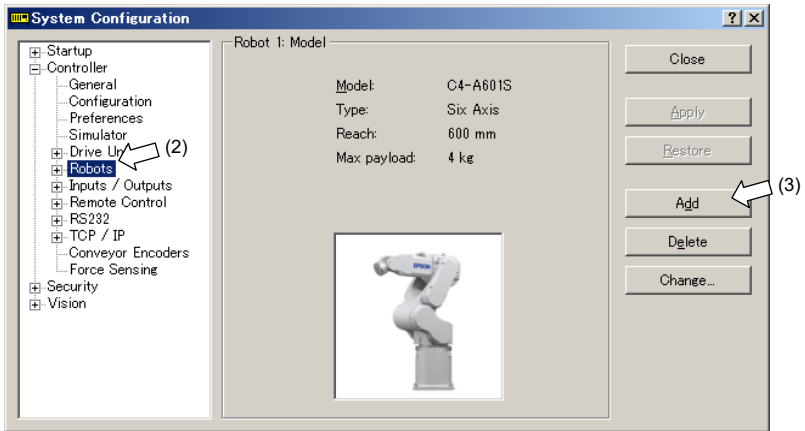 System Configuration
Startup
Controller
General
Configuration
Preferences
Simulator
Drive Un
Robots
Inputs / Outputs
Remote Control
RS232
TCP / IP
Conveyor Encoders
Force Sensing
Security
Vision
(2)
Robot 1: Model
Model: C4-A601S
Type: Six Axis
Reach: 600 mm
Max payload: 4 kg
EPSON
Close
Apply
Restore
Add
Delete
Change...
(3)